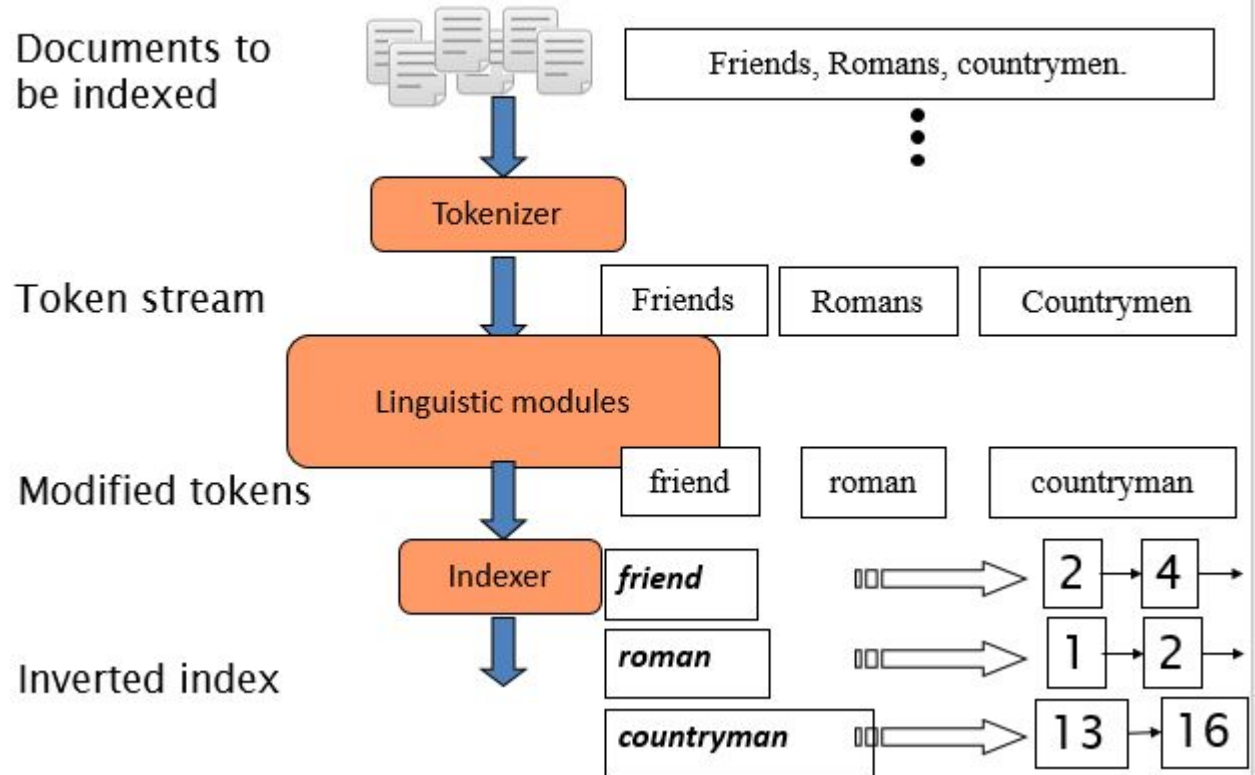 Documents to
be indexed
Friends, Romans, countrymen.
Tokenizer
Token stream
Friends
Romans
Countrymen
Linguistic modules
Modified tokens
friend
roman
countryman
Indexer
friend
2
4
roman
1
2
Inverted index
countryman
13
16